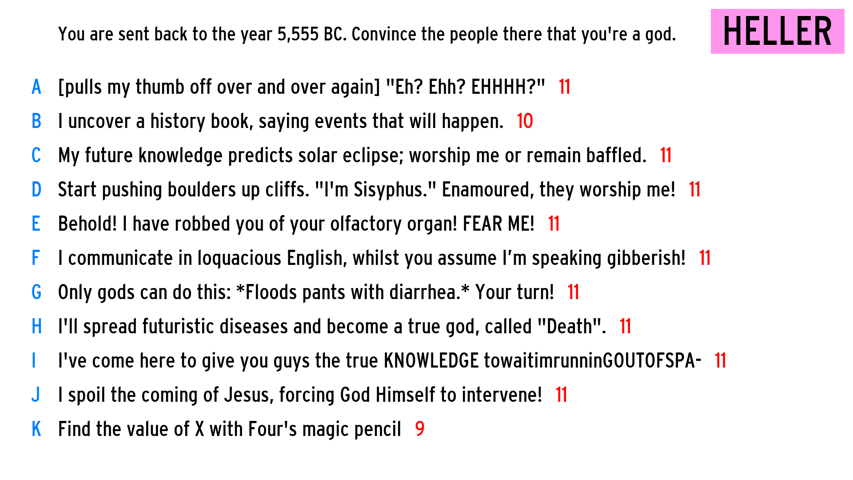 You are sent back to the year 5,555 BC. Convince the people there that you're a god.
HELLER
A [pulls my thumb off over and over again] "Eh? Ehh? EHHHH?" 11
B I uncover a history book, saying events that will happen. 10
C My future knowledge predicts solar eclipse; worship me or remain baffled. 11
D Start pushing boulders up cliffs. "I'm Sisyphus." Enamoured, they worship me! 11
E Behold! I have robbed you of your olfactory organ! FEAR ME! 11
F I communicate in loquacious English, whilst you assume I’m speaking gibberish! 11
G Only gods can do this: *Floods pants with diarrhea.* Your turn! 11
H I'll spread futuristic diseases and become a true god, called "Death". 11
I I've come here to give you guys the true KNOWLEDGE towaitimrunninGOUTOFSPA- 11
J I spoil the coming of Jesus, forcing God Himself to intervene! 11
K Find the value of X with Four's magic pencil 9